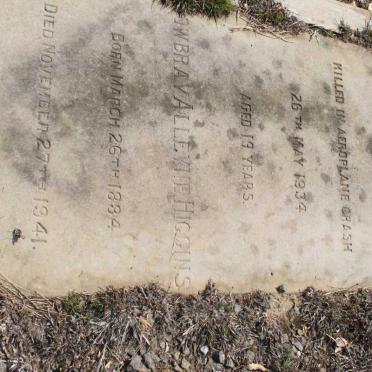 KILLED IN AEROPLANE CRASH
26TH MAY 1934
AGED 19 YEARS.
HIGGINS
BORN MARCH 26TH 1884
DIED NOVEMBER 27TH 1941.